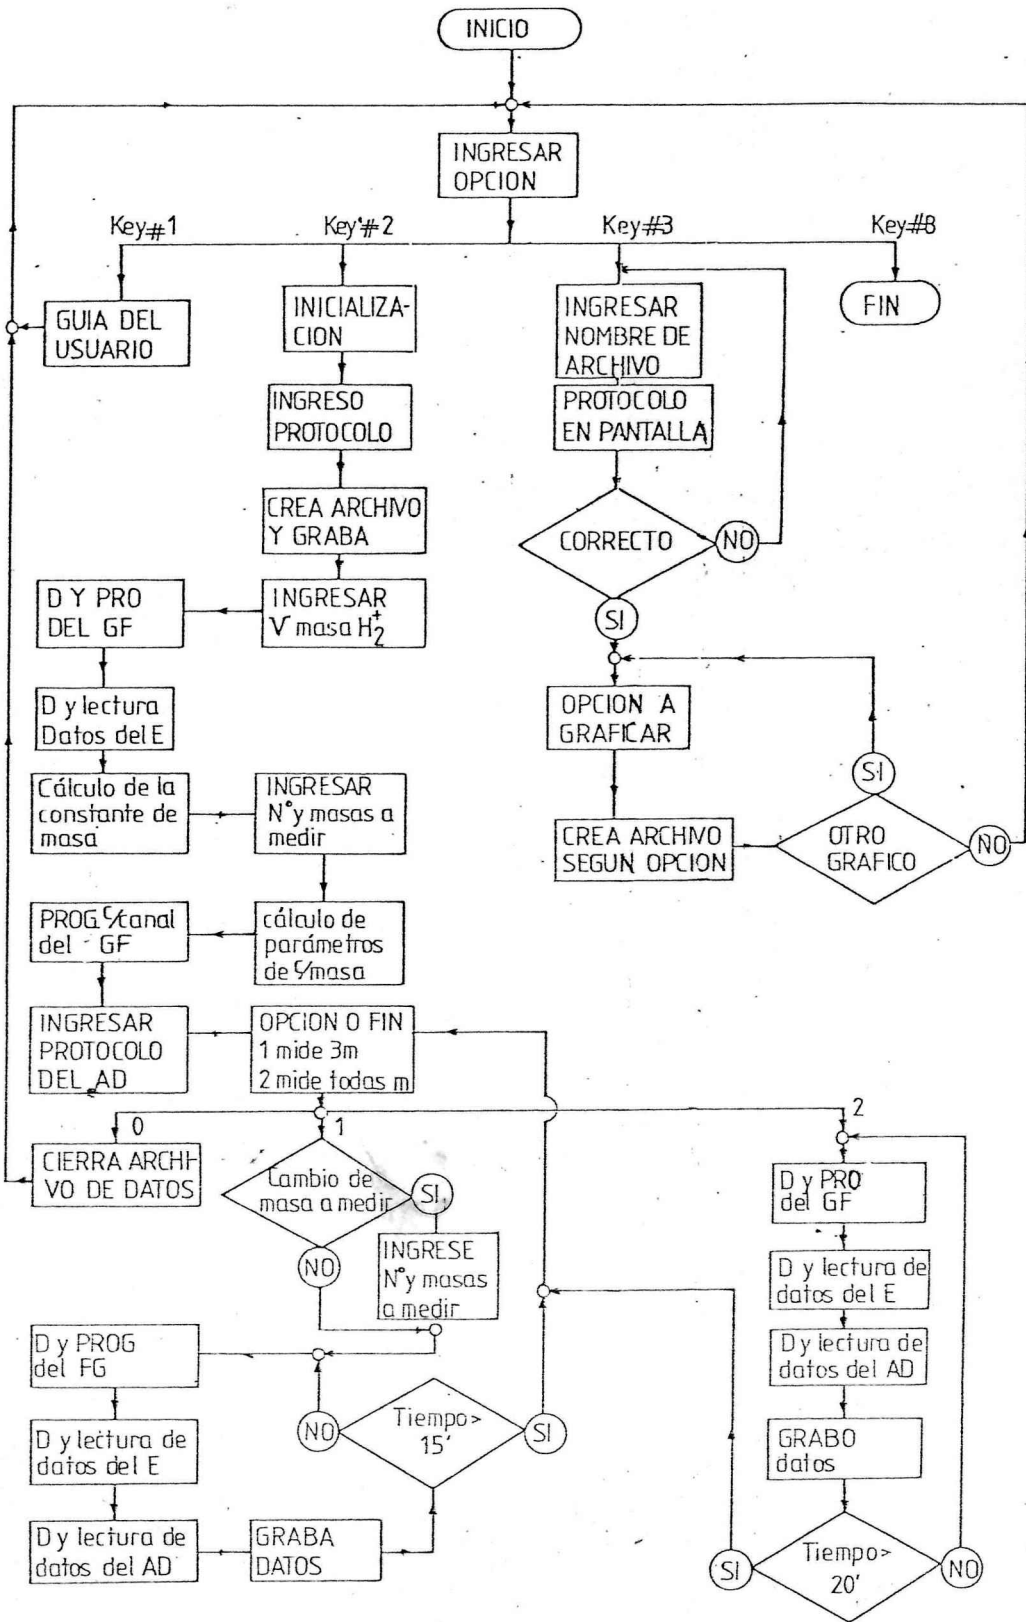 INICIO
INGRESAR
OPCION
Key#1
Key#2
Key#3
Key#8
GUIA DEL
USUARIO
INICIALIZA-
CION
INGRESAR
NOMBRE DE
ARCHIVO
FIN
INGRESO
PROTOCOLO
PROTOCOLO
EN PANTALLA
CREA ARCHIVO
Y GRABA
CORRECTO
NO
SI
D Y PRO
DEL GF
INGRESAR
V masa H₂⁺
D y lectura
Datos del E
OPCION A
GRAFICAR
SI
Cálculo de la
constante de
masa
INGRESAR
N° y masas a
medir
CREA ARCHIVO
SEGUN OPCION
OTRO
GRAFICO
NO
PROG. c/canal
del GF
cálculo de
parámetros
de c/masa
INGRESAR
PROTOCOLO
DEL AD
OPCION O FIN
1 mide 3m
2 mide todas m
0
1
2
CIERRA ARCHI-
VO DE DATOS
Cambio de
masa a medir
SI
NO
INGRESE
N° y masas
a medir
D y PRO
del GF
D y lectura de
datos del E
D y lectura de
datos del AD
GRABO
datos
Tiempo>
20'
SI
NO
D y PROG
del FG
D y lectura de
datos del E
D y lectura de
datos del AD
GRABA
DATOS
NO
Tiempo>
15'
SI